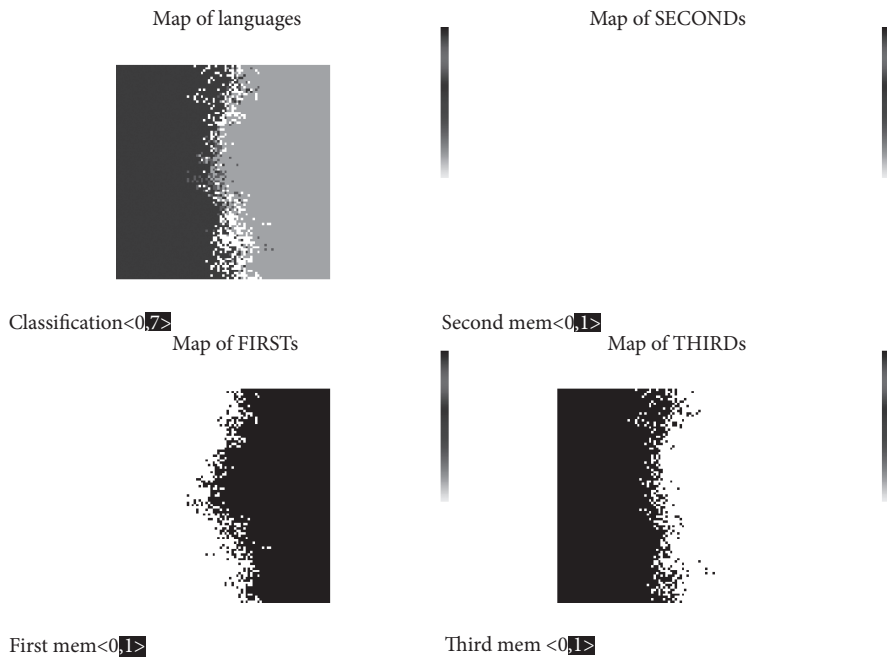 Map of languages
Map of SECONDs
Classification<0,7>
Second mem<0,1>
Map of FIRSTs
Map of THIRDs
First mem<0,1>
Third mem <0,1>